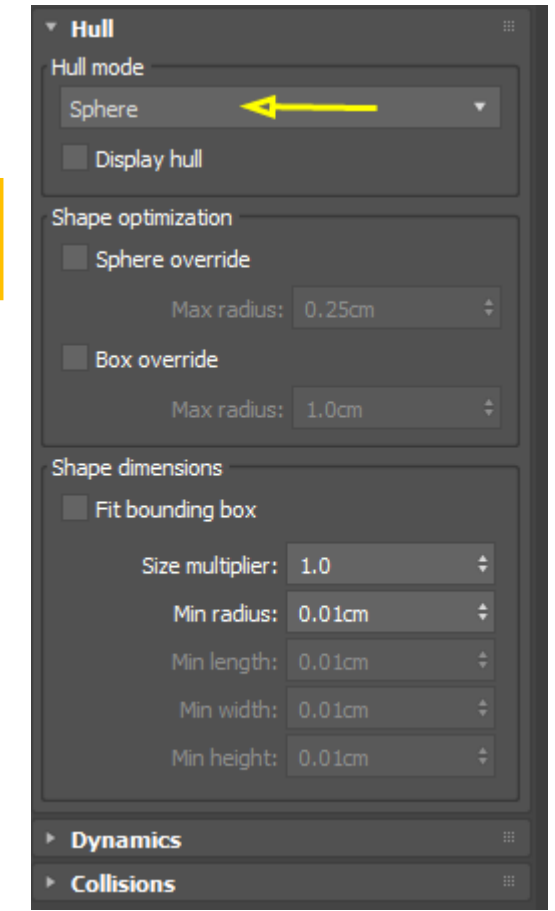 Hull
Hull mode
Sphere
Display hull
Shape optimization
Sphere override
Max radius: 0.25cm
Box override
Max radius: 1.0cm
Shape dimensions
Fit bounding box
Size multiplier: 1.0
Min radius: 0.01cm
Min length: 0.01cm
Min width: 0.01cm
Min height: 0.01cm
Dynamics
Collisions